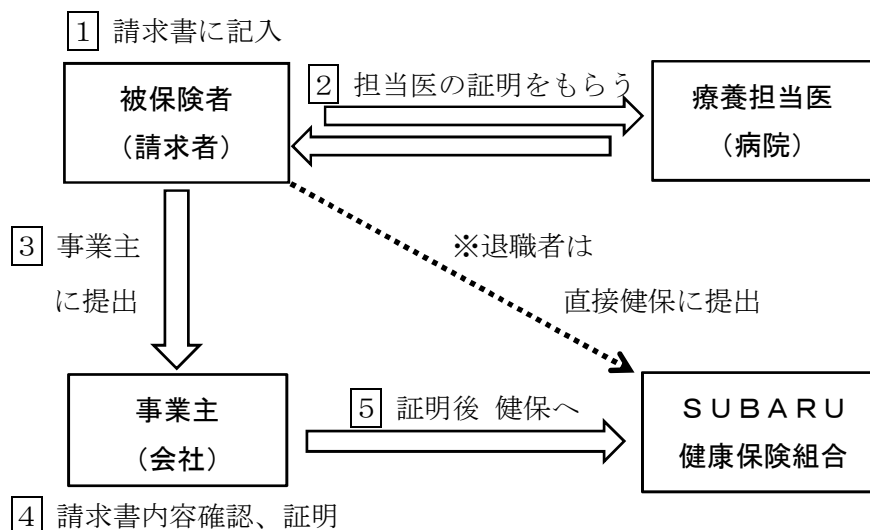 1 請求書に記入
被保険者
（請求者）
2 担当医の証明をもらう
療養担当医
（病院）
3 事業主
に提出
※退職者は
直接健保に提出
事業主
（会社）
5 証明後 健保へ
ＳＵＢＡＲＵ
健康保険組合
4 請求書内容確認、証明